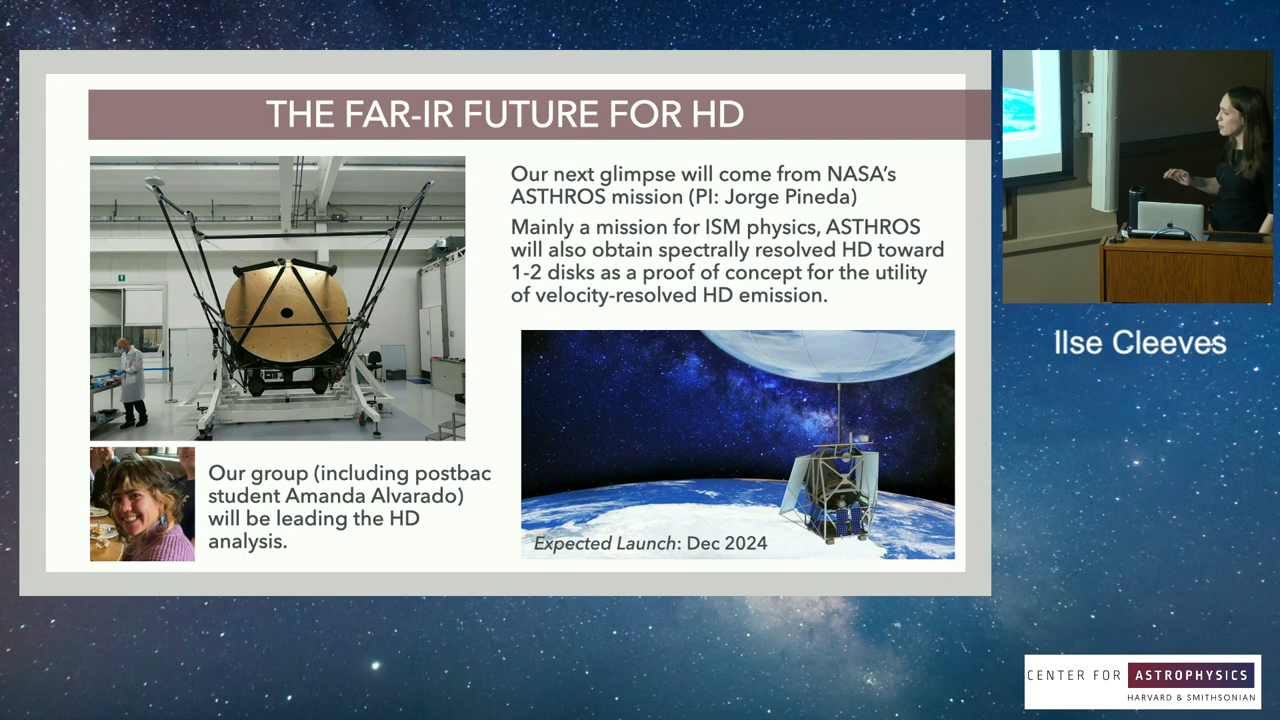 THE FAR-IR FUTURE FOR HD
Our next glimpse will come from NASA's
ASTHROS mission (PI: Jorge Pineda)
Mainly a mission for ISM physics, ASTHROS
will also obtain spectrally resolved HD toward
1-2 disks as a proof of concept for the utility
of velocity-resolved HD emission.
Our group (including postbac
student Amanda Alvarado)
will be leading the HD
analysis.
Expected Launch: Dec 2024
Ilse Cleeves
CENTER FOR ASTROPHYSICS
HARVARD & SMITHSONIAN